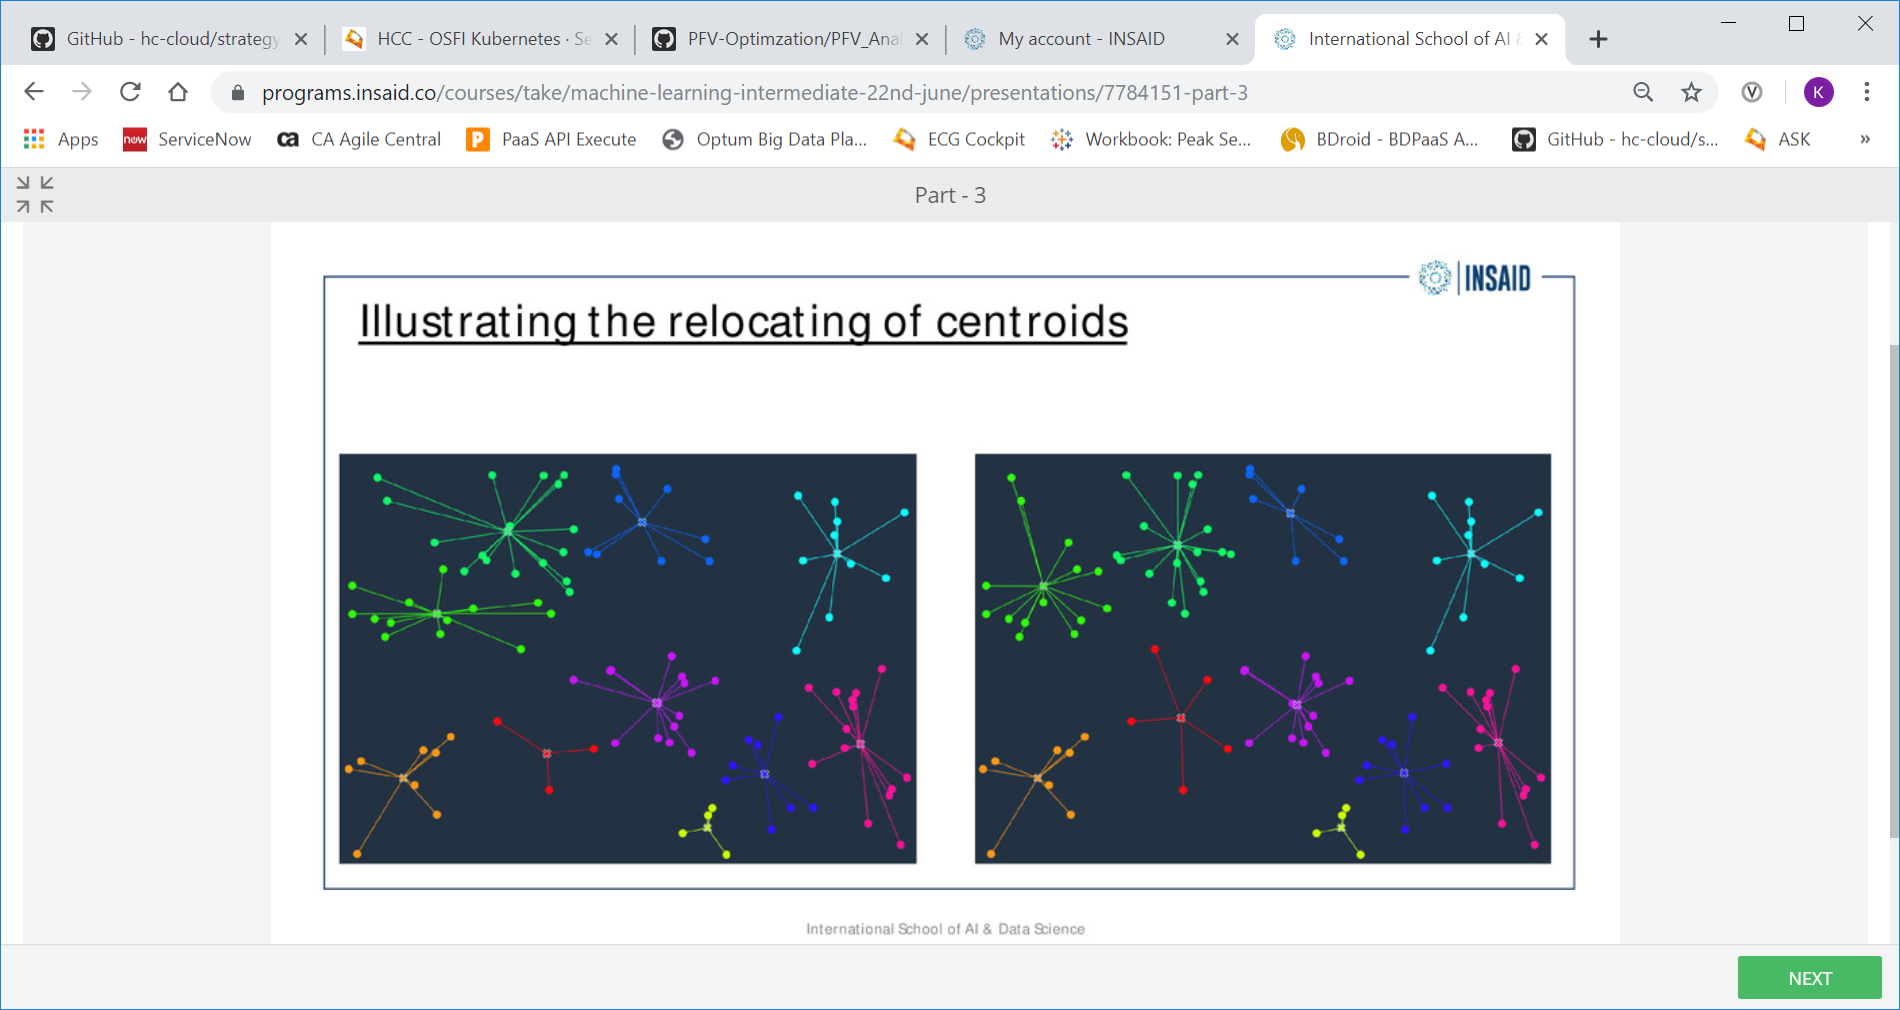 GitHub - hc-cloud/strategy
HCC - OSFI Kubernetes · Se
PFV-Optimzation/PFV_Anal
My account - INSAID
International School of AI &
programs.insaid.co/courses/take/machine-learning-intermediate-22nd-june/presentations/7784151-part-3
K
Apps
now ServiceNow
ca CA Agile Central
P PaaS API Execute
Optum Big Data Pla...
ECG Cockpit
Workbook: Peak Se...
BDroid - BDPaaS A...
GitHub - hc-cloud/s...
ASK
»
Part - 3
INSAID
Illustrating the relocating of centroids
International School of AI & Data Science
NEXT